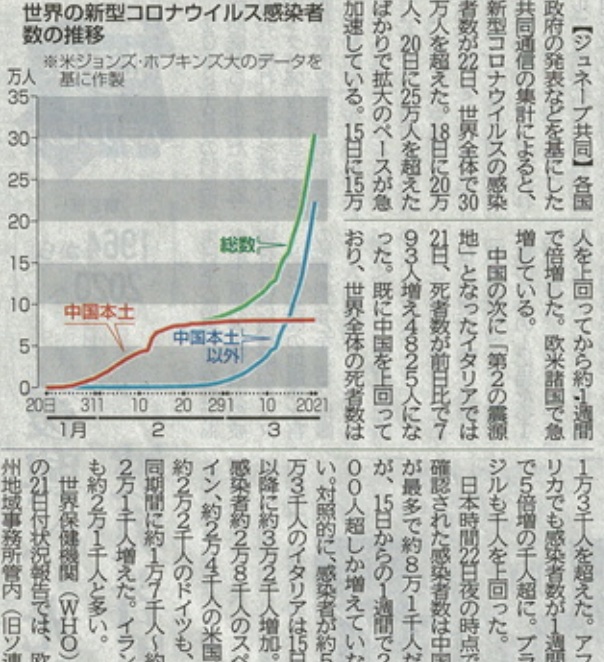 世界の新型コロナウイルス感染者
数の推移
※米ジョンズ・ホプキンズ大のデータを
基に作製
万人
35
30
25
20
15
10
5
0
総数
中国本土
中国本土
以外
20日 311 10 20 291 10 2021
1月 2 3
【ジュネーブ共同】各国
政府の発表などを基にした
共同通信の集計によると、
新型コロナウイルスの感染
者数が22日、世界全体で30
万人を超えた。18日に20万
人、20日に25万人を超えた
ばかりで拡大のペースが急
加速している。15日に15万
人を上回ってから約1週間
で倍増した。欧米諸国で急
増している。
中国の次に「第2の震源
地」となったイタリアでは
21日、死者数が前日比で7
93人増え4825人にな
った。既に中国を上回って
おり、世界全体の死者数は
1万3千人を超えた。アフ
リカでも感染者数が1週間
で5倍増の千人超に。ブラ
ジルも千人を上回った。
日本時間22日夜の時点で
確認された感染者数は中国
が最多で約8万1千人だ
が、15日からの1週間で2
00人超しか増えていな
い。対照的に、感染者が約5
万3千人のイタリアは15日
以降に約3万2千人増加。
感染者約2万8千人のスペ
イン、約2万4千人の米国、
約2万2千人のドイツも、
同期間に約1万7千人～約
2万1千人増えた。イラン
も約2万1千人と多い。
世界保健機関（WHO）
の21日付状況報告では、欧
州地域事務所管内（旧ソ連